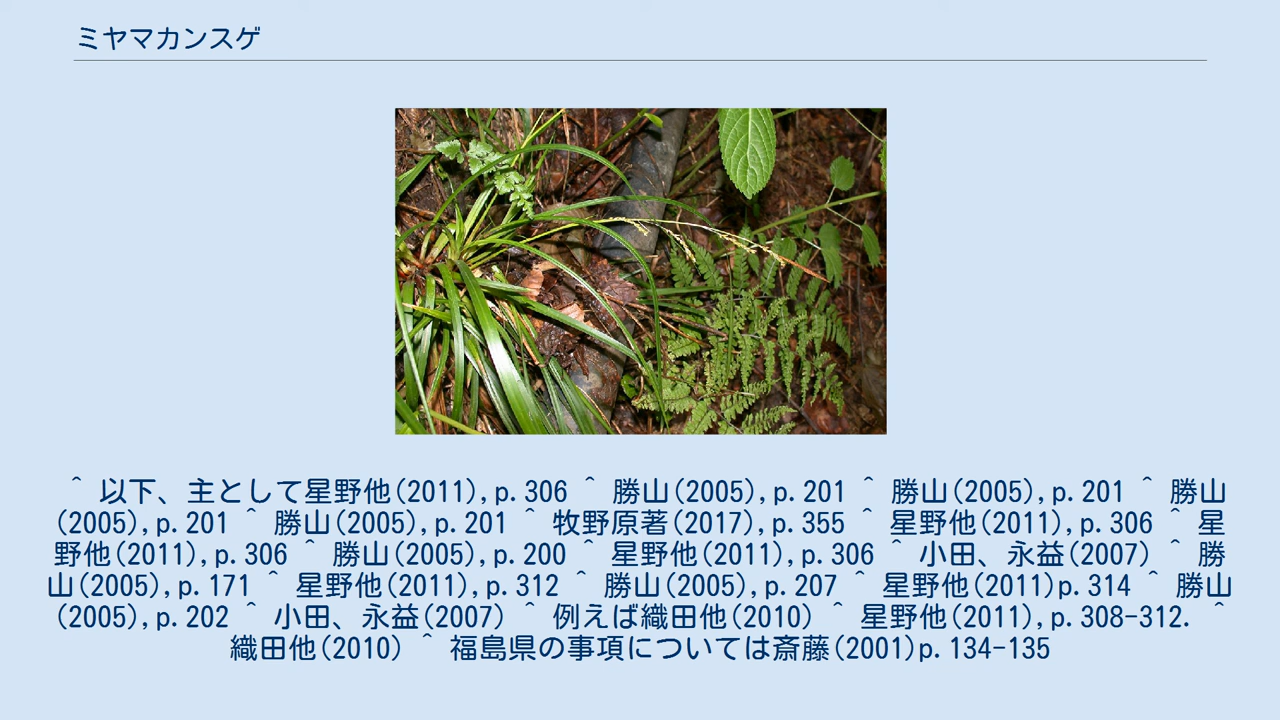 ミヤマカンスゲ
^ 以下、主として星野他(2011),p.306 ^ 勝山(2005),p.201 ^ 勝山(2005),p.201 ^ 勝山
(2005),p.201 ^ 勝山(2005),p.201 ^ 牧野原著(2017),p.355 ^ 星野他(2011),p.306 ^ 星
野他(2011),p.306 ^ 勝山(2005),p.200 ^ 星野他(2011),p.306 ^ 小田、永益(2007) ^ 勝
山(2005),p.171 ^ 星野他(2011),p.312 ^ 勝山(2005),p.207 ^ 星野他(2011)p.314 ^ 勝山
(2005),p.202 ^ 小田、永益(2007) ^ 例えば織田他(2010) ^ 星野他(2011),p.308-312. ^
織田他(2010) ^ 福島県の事項については斎藤(2001)p.134-135